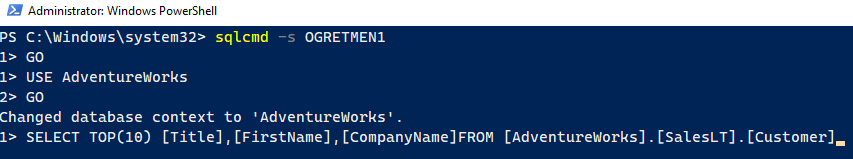 Administrator: Windows PowerShell
PS C:\Windows\system32> sqlcmd -s OGRETMEN1
1> GO
1> USE AdventureWorks
2> GO
Changed database context to 'AdventureWorks'.
1> SELECT TOP(10) [Title],[FirstName],[CompanyName]FROM [AdventureWorks].[SalesLT].[Customer]